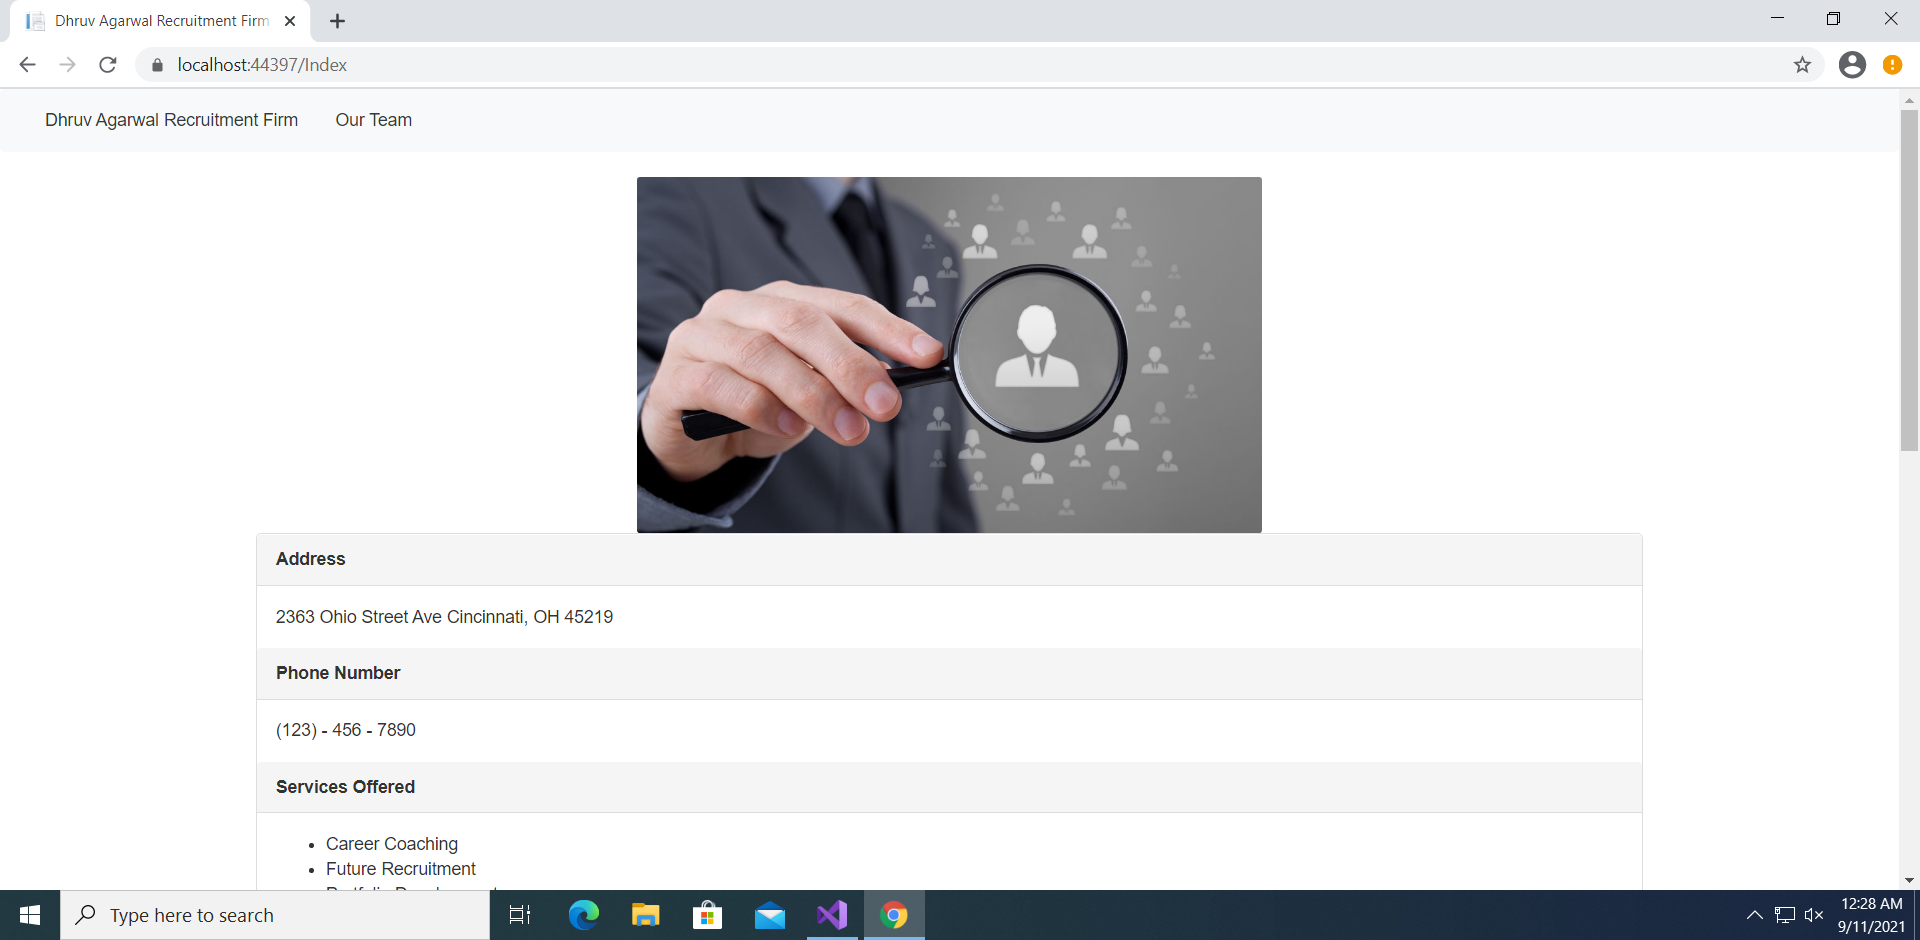 Dhruv Agarwal Recruitment Firm
localhost:44397/Index
Dhruv Agarwal Recruitment Firm Our Team
Address
2363 Ohio Street Ave Cincinnati, OH 45219
Phone Number
(123) - 456 - 7890
Services Offered
Career Coaching
Future Recruitment
Type here to search
12:28 AM
9/11/2021